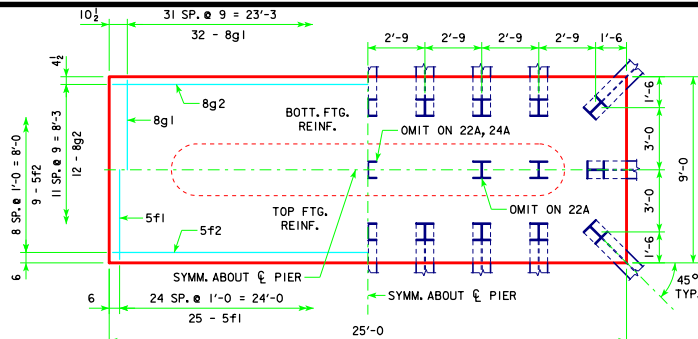 10½
31 SP. @ 9 = 23'-3
32 - 8g1
2'-9
2'-9
2'-9
2'-9
1'-6
4½
8g2
8g1
BOTT. FTG.
REINF.
OMIT ON 22A, 24A
1'-6
3'-0
9'-0
3'-0
1'-6
8 SP. @ 1'-0 = 8'-0
9 - 5f2
11 SP. @ 9 = 8'-3
12 - 8g2
5f1
5f2
TOP FTG.
REINF.
OMIT ON 22A
6
SYMM. ABOUT ℄ PIER
SYMM. ABOUT ℄ PIER
45°
TYP.
6
24 SP. @ 1'-0 = 24'-0
25 - 5f1
25'-0